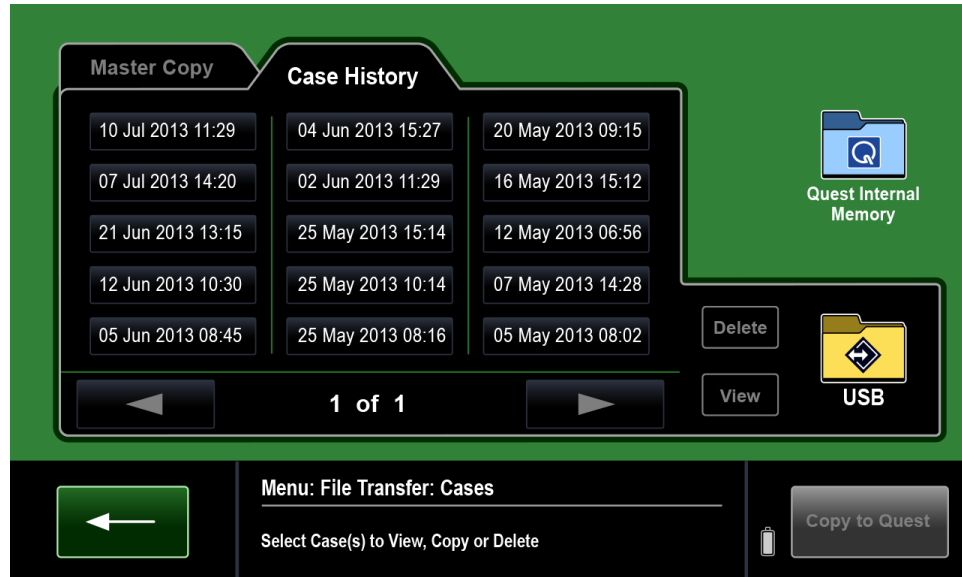 Master Copy
Case History
10 Jul 2013 11:29
04 Jun 2013 15:27
20 May 2013 09:15
07 Jul 2013 14:20
02 Jun 2013 11:29
16 May 2013 15:12
21 Jun 2013 13:15
25 May 2013 15:14
12 May 2013 06:56
12 Jun 2013 10:30
25 May 2013 10:14
07 May 2013 14:28
05 Jun 2013 08:45
25 May 2013 08:16
05 May 2013 08:02
1 of 1
Q
Quest Internal
Memory
Delete
View
USB
Menu: File Transfer: Cases
Select Case(s) to View, Copy or Delete
Copy to Quest